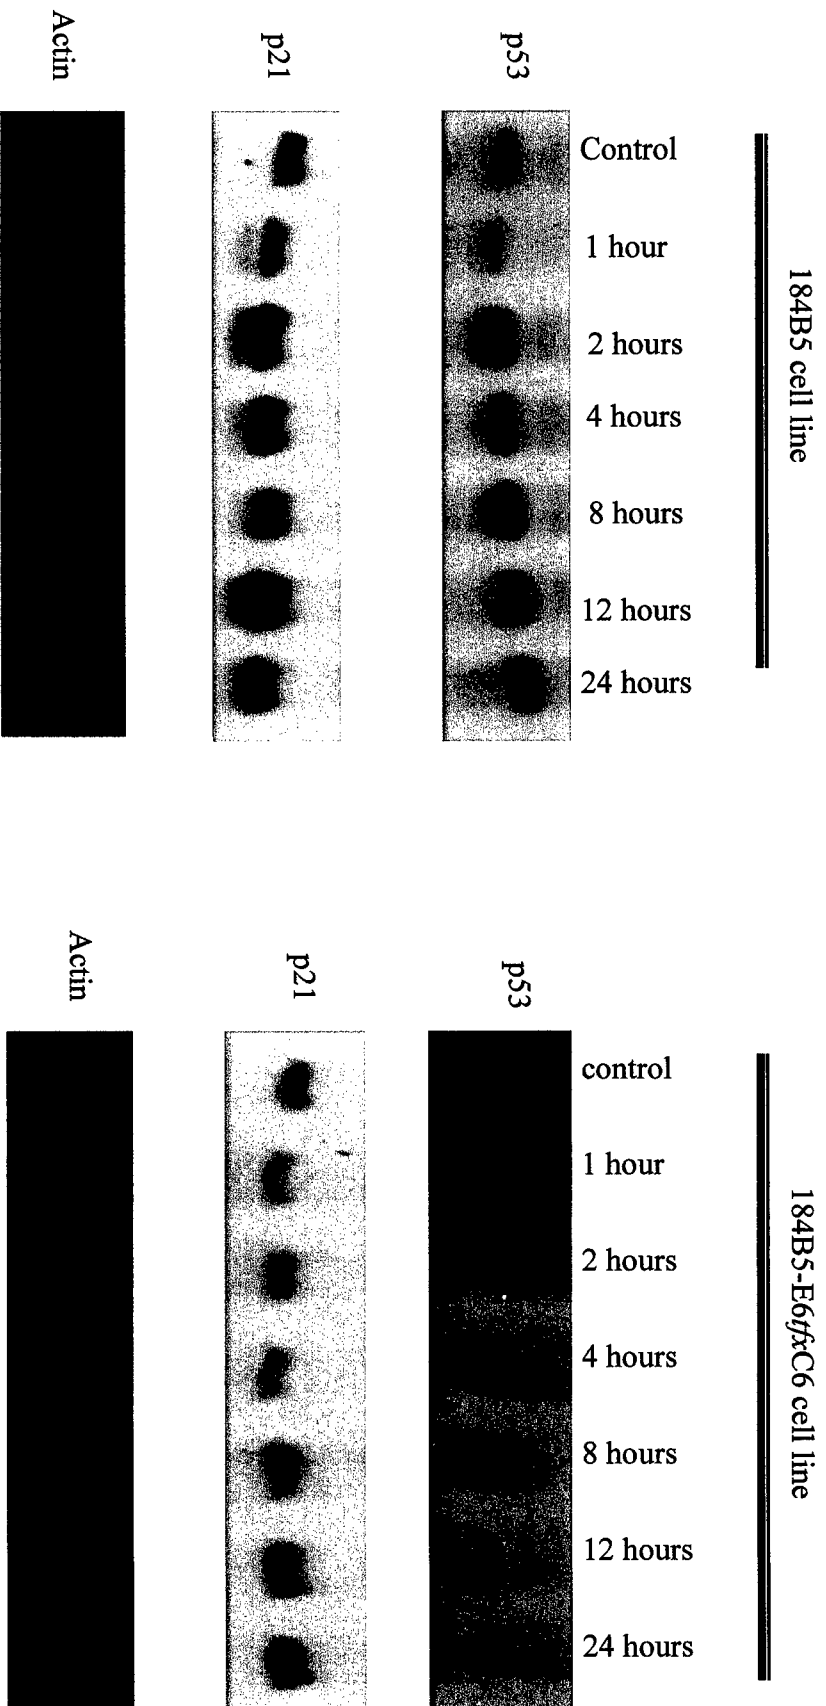 184B5 cell line
Control
1 hour
2 hours
4 hours
8 hours
12 hours
24 hours
p53
p21
Actin
184B5-E6tfxC6 cell line
control
1 hour
2 hours
4 hours
8 hours
12 hours
24 hours
p53
p21
Actin